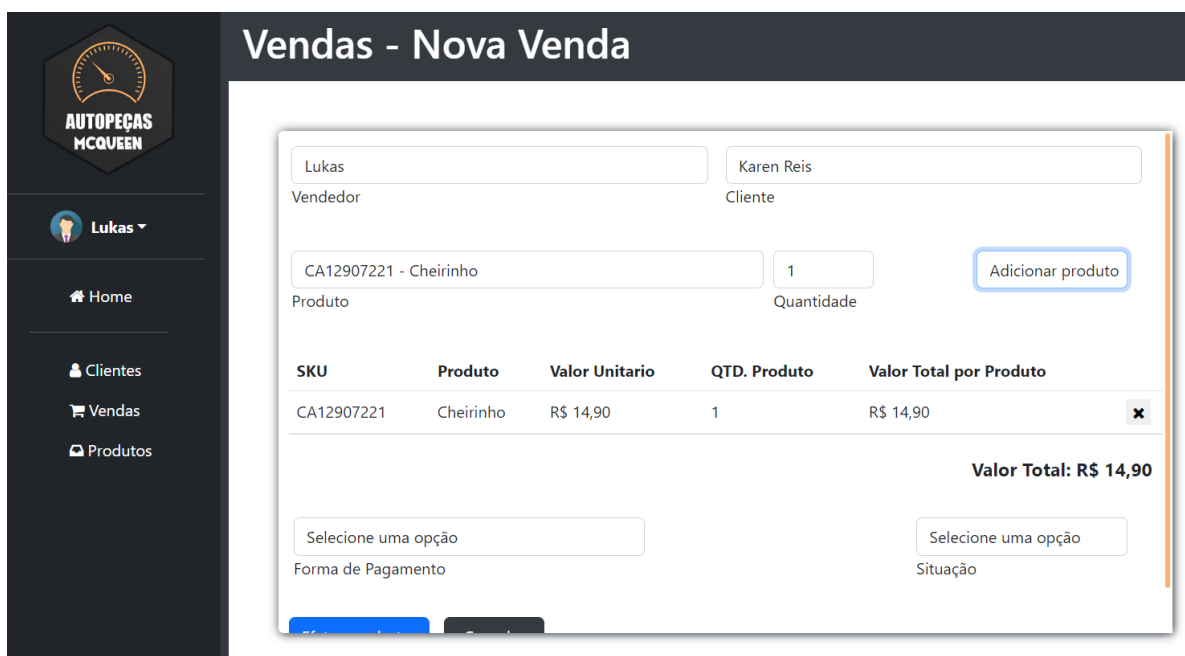 Vendas - Nova Venda
AUTOPEÇAS
MCQUEEN
Lukas
Home
Clientes
Vendas
Produtos
Lukas
Karen Reis
Vendedor
Cliente
CA12907221 - Cheirinho
1
Adicionar produto
Produto
Quantidade
SKU Produto Valor Unitario QTD. Produto Valor Total por Produto
CA12907221 Cheirinho R$ 14,90 1 R$ 14,90
Valor Total: R$ 14,90
Selecione uma opção
Selecione uma opção
Forma de Pagamento
Situação